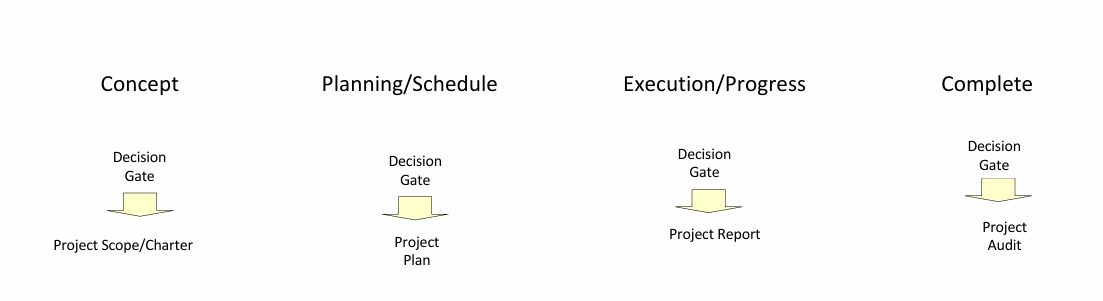 Concept
Planning/Schedule
Execution/Progress
Complete
Decision
Gate
Project Scope/Charter
Decision
Gate
Project
Plan
Decision
Gate
Project Report
Decision
Gate
Project
Audit